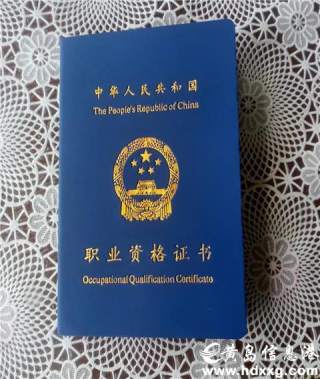 中华人民共和国
The People's Republic of China
职业资格证书
Occupational Qualification Certificate
黄岛信息港
www.hdxxg.com